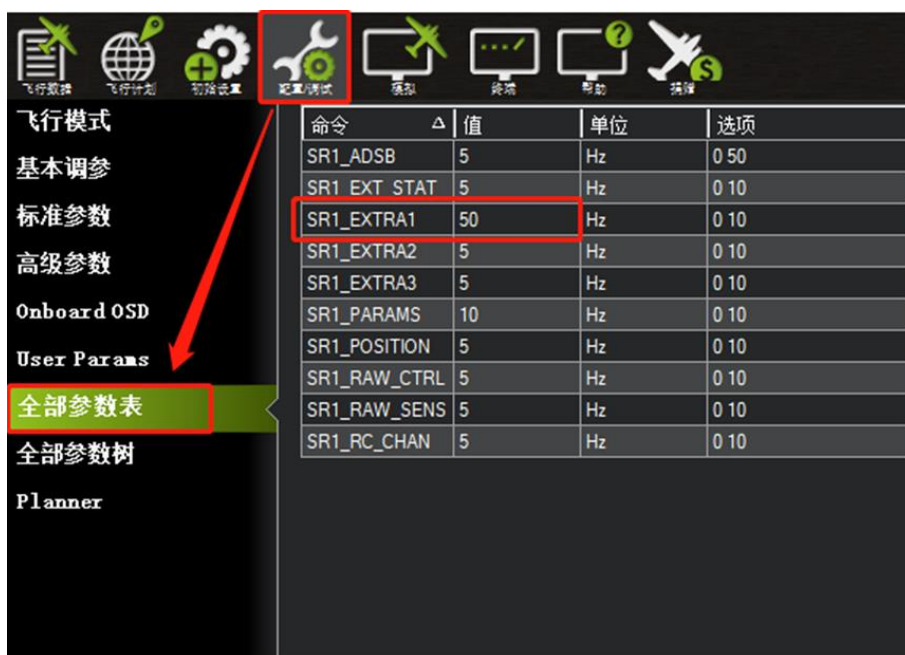 飞行数据 飞行计划 初始设置 配置/调试 模拟 终端 帮助 捐赠
飞行模式
基本调参
标准参数
高级参数
Onboard OSD
User Params
全部参数表
全部参数树
Planner
命令 值 单位 选项
SR1_ADSB 5 Hz 0 50
SR1_EXT_STAT 5 Hz 0 10
SR1_EXTRA1 50 Hz 0 10
SR1_EXTRA2 5 Hz 0 10
SR1_EXTRA3 5 Hz 0 10
SR1_PARAMS 10 Hz 0 10
SR1_POSITION 5 Hz 0 10
SR1_RAW_CTRL 5 Hz 0 10
SR1_RAW_SENS 5 Hz 0 10
SR1_RC_CHAN 5 Hz 0 10